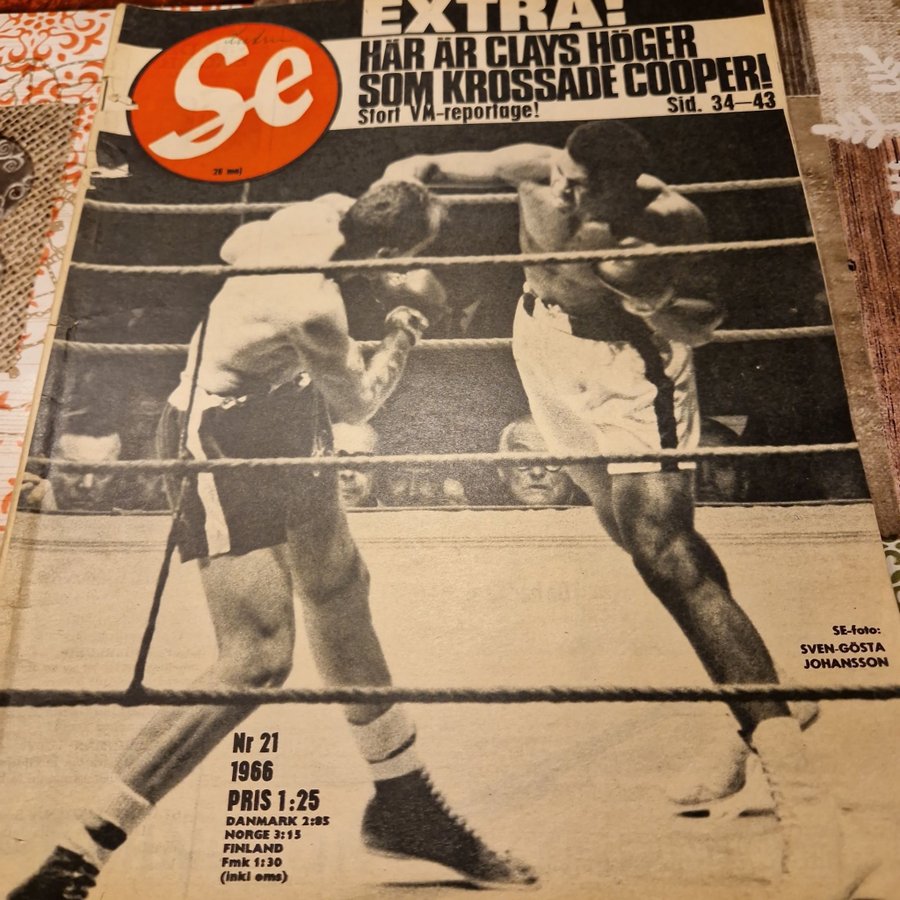 EXTRA!
Se
HÄR ÄR CLAYS HÖGER
SOM KROSSADE COOPER!
Stort VM-reportage!
Sid. 34—43
SE-foto:
SVEN-GÖSTA
JOHANSSON
Nr 21
1966
PRIS 1:25
DANMARK 2:85
NORGE 3:15
FINLAND
Fmk 1:30
(inkl oms)